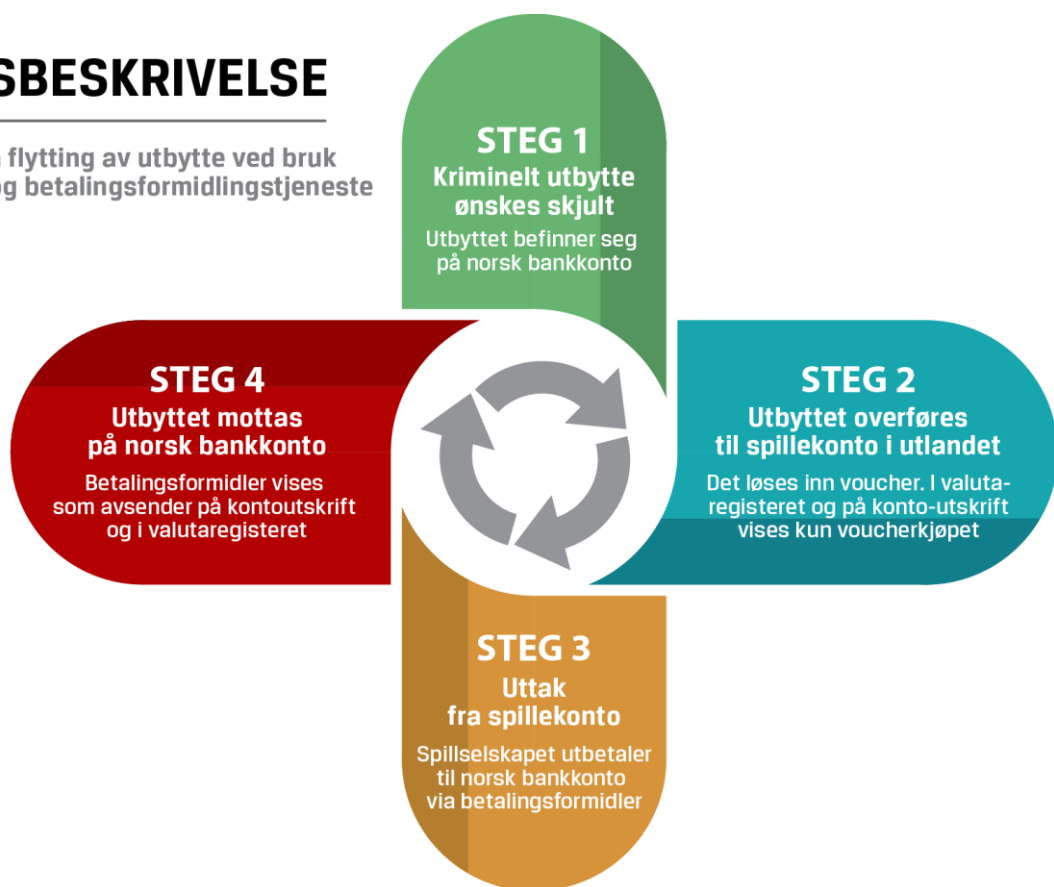 SBESKRIVELSE
flytting av utbytte ved bruk
og betalingsformidlingstjeneste
STEG 1
Kriminelt utbytte
ønskes skjult
Utbyttet befinner seg
på norsk bankkonto
STEG 2
Utbyttet overføres
til spillekonto i utlandet
Det løses inn voucher. I valuta-
registeret og på konto-utskrift
vises kun voucherkjøpet
STEG 3
Uttak
fra spillekonto
Spillselskapet utbetaler
til norsk bankkonto
via betalingsformidler
STEG 4
Utbyttet mottas
på norsk bankkonto
Betalingsformidler vises
som avsender på kontoutskrift
og i valutaregisteret